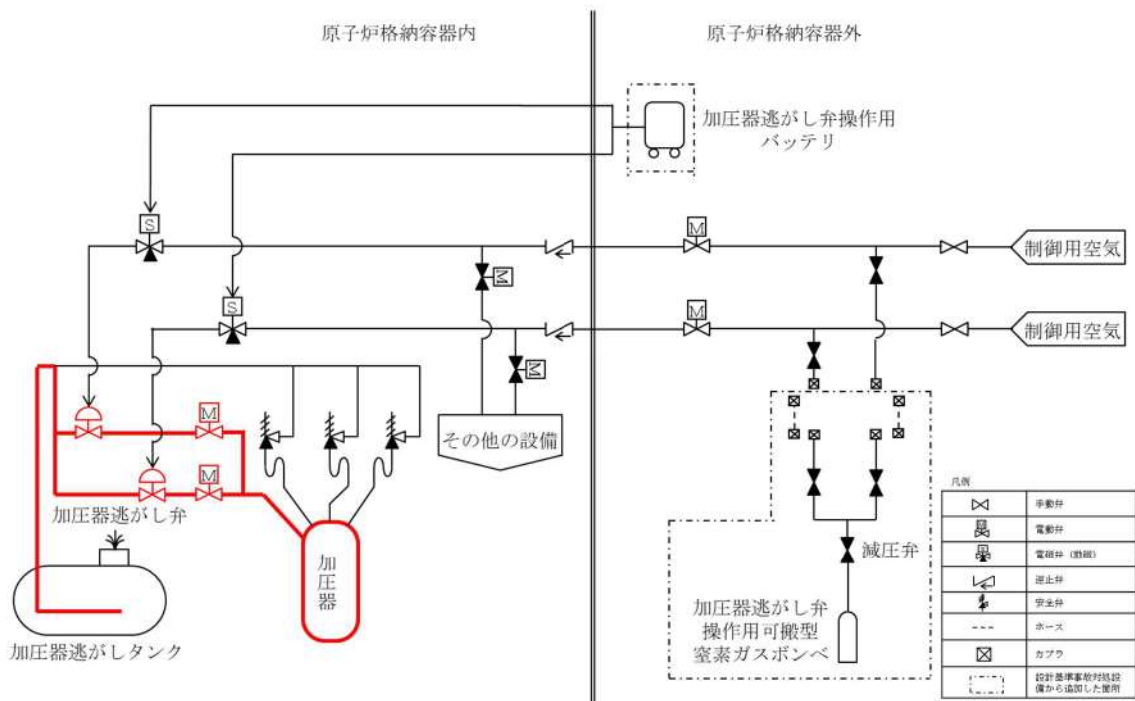 原子炉格納容器内
原子炉格納容器外
加圧器逃がし弁操作用
バッテリ
S
M
制御用空気
M
S
M
制御用空気
M
M
その他の設備
M
加圧器逃がし弁
加圧器
減圧弁
加圧器逃がし弁
操作用可搬型
窒素ガスボンベ
加圧器逃がしタンク
凡例
手動弁
電動弁
逆止弁
安全弁
ホース
カプラ
設計基準事故対処設
備から追加した箇所